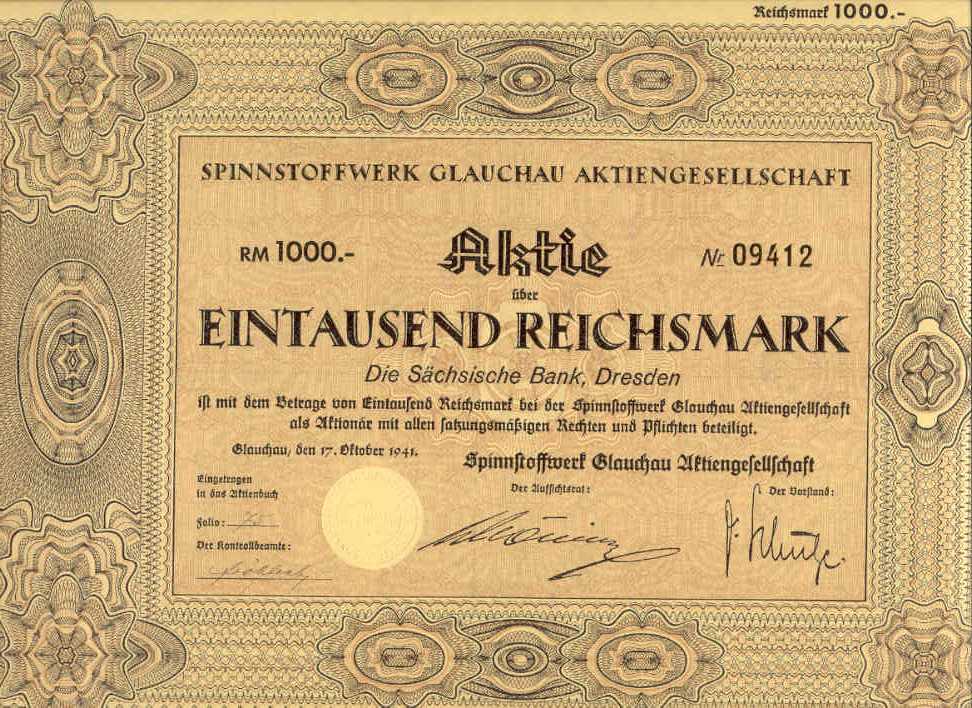 Reichsmark 1000.-
SPINNSTOFFWERK GLAUCHAU AKTIENGESELLSCHAFT
RM 1000.- Aktie Nr. 09412
über
EINTAUSEND REICHSMARK
Die Sächsische Bank, Dresden
ist mit dem Betrage von Eintausend Reichsmark bei der Spinnstoffwerk Glauchau Aktiengesellschaft
als Aktionär mit allen satzungsmäßigen Rechten und Pflichten beteiligt.
Glauchau, den 17. Oktober 1941.
Spinnstoffwerk Glauchau Aktiengesellschaft
Eingetragen
in das Aktienbuch
Der Aufsichtsrat: Der Vorstand:
Folio: 75
Der Kontrollbeamte: